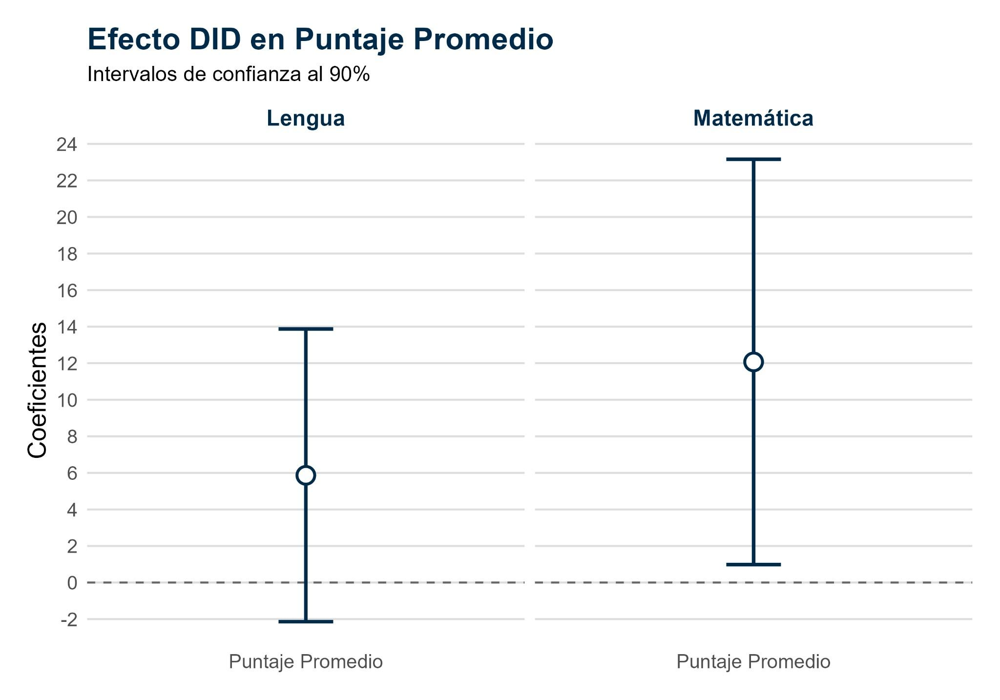 Efecto DID en Puntaje Promedio
Intervalos de confianza al 90%
Lengua
Matemática
Coeficientes
24
22
20
18
16
14
12
10
8
6
4
2
0
-2
Puntaje Promedio
Puntaje Promedio